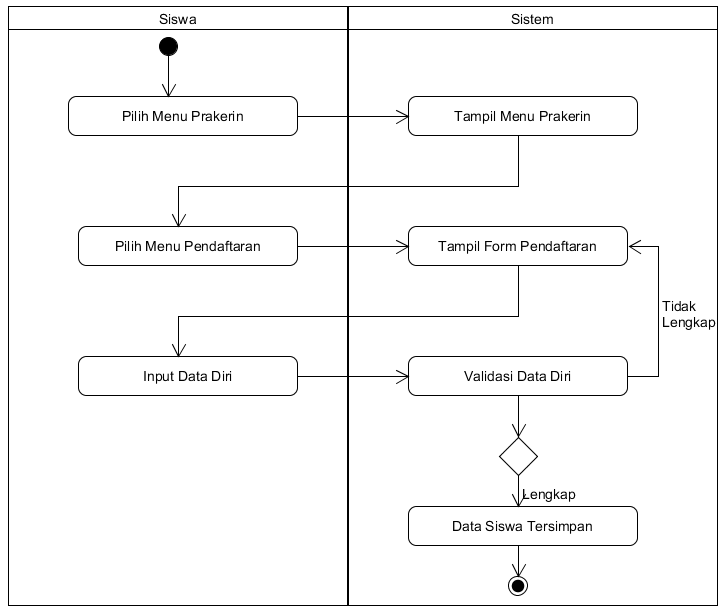 Siswa
Sistem
Pilih Menu Prakerin
Tampil Menu Prakerin
Pilih Menu Pendaftaran
Tampil Form Pendaftaran
Tidak
Lengkap
Input Data Diri
Validasi Data Diri
Lengkap
Data Siswa Tersimpan